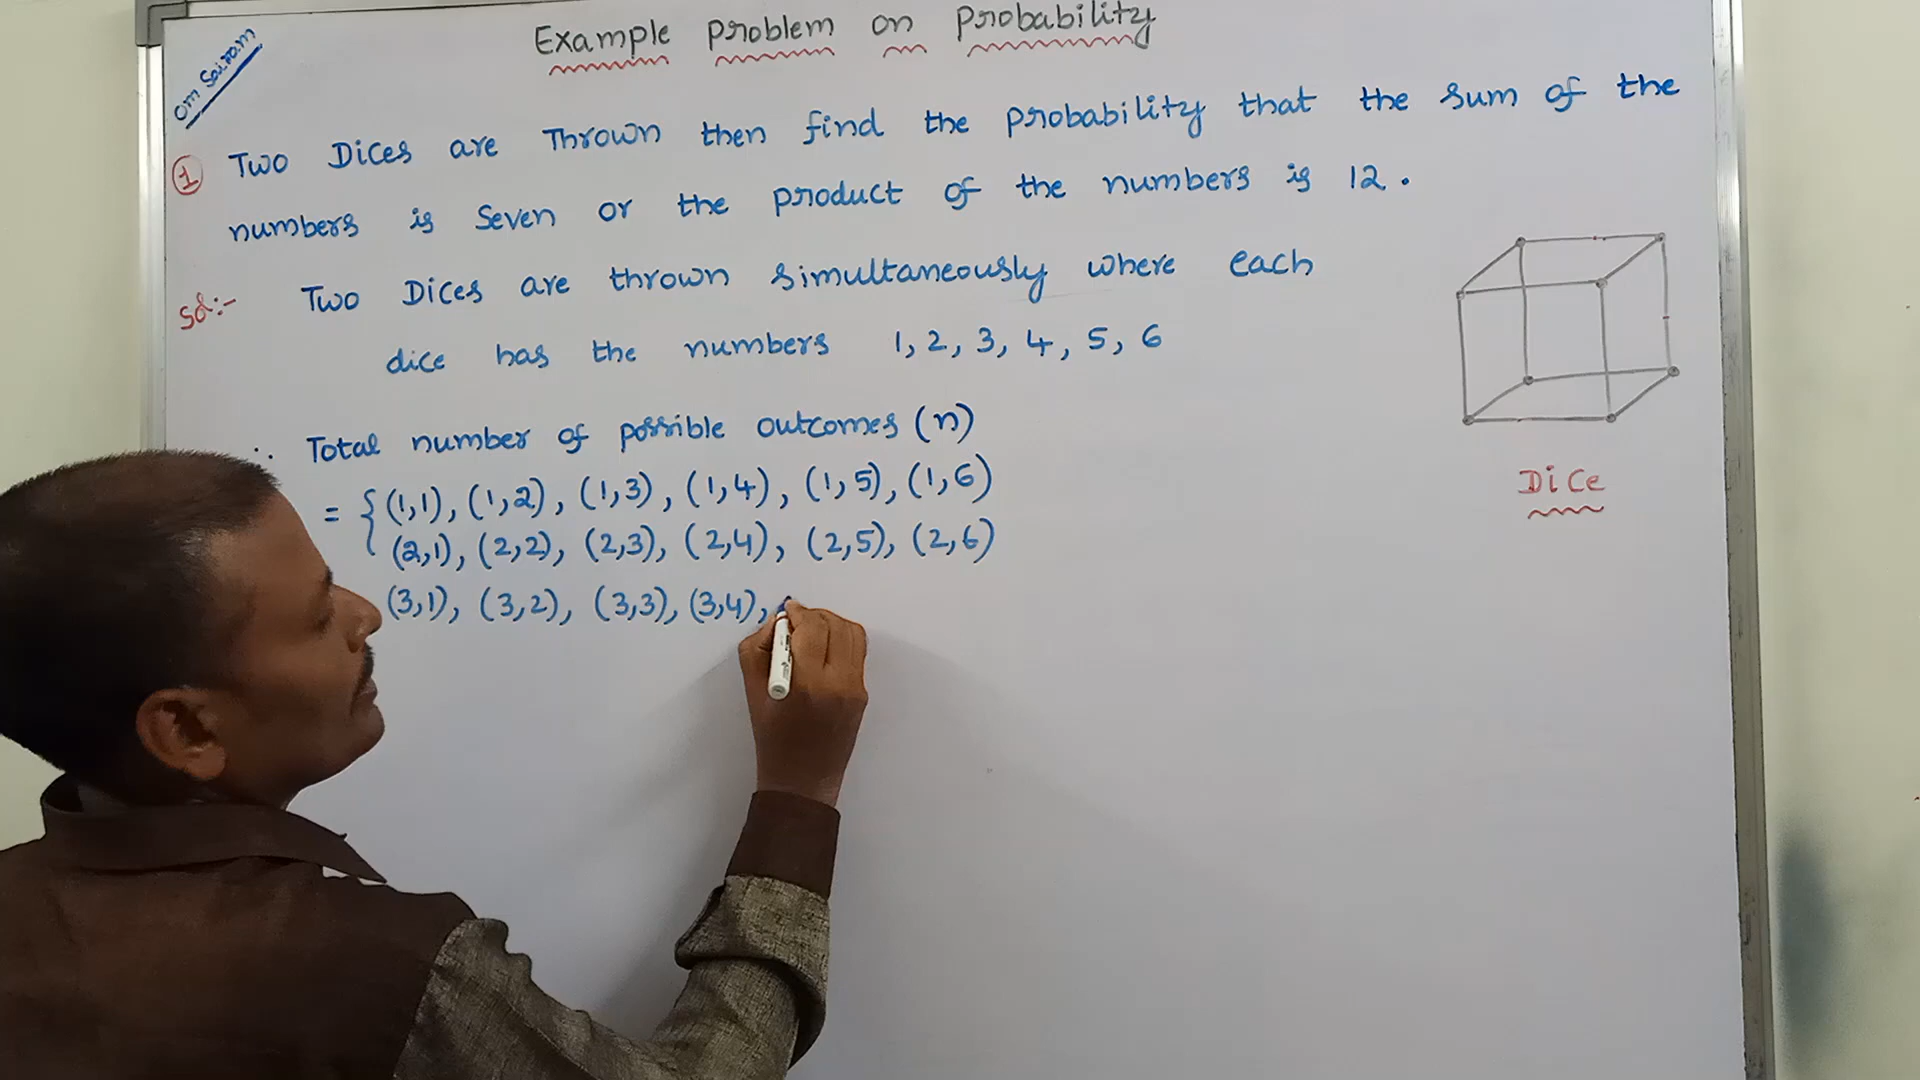 Example Problem on Probability
Om Sairam
1 Two Dices are Thrown then find the probability that the sum of the
numbers is Seven or the product of the numbers is 12.
Sol:- Two Dices are thrown simultaneously where each
dice has the numbers 1, 2, 3, 4, 5, 6
∴ Total number of possible outcomes (n)
= {(1,1), (1,2), (1,3), (1,4), (1,5), (1,6)
(2,1), (2,2), (2,3), (2,4), (2,5), (2,6)
(3,1), (3,2), (3,3), (3,4),
Dice